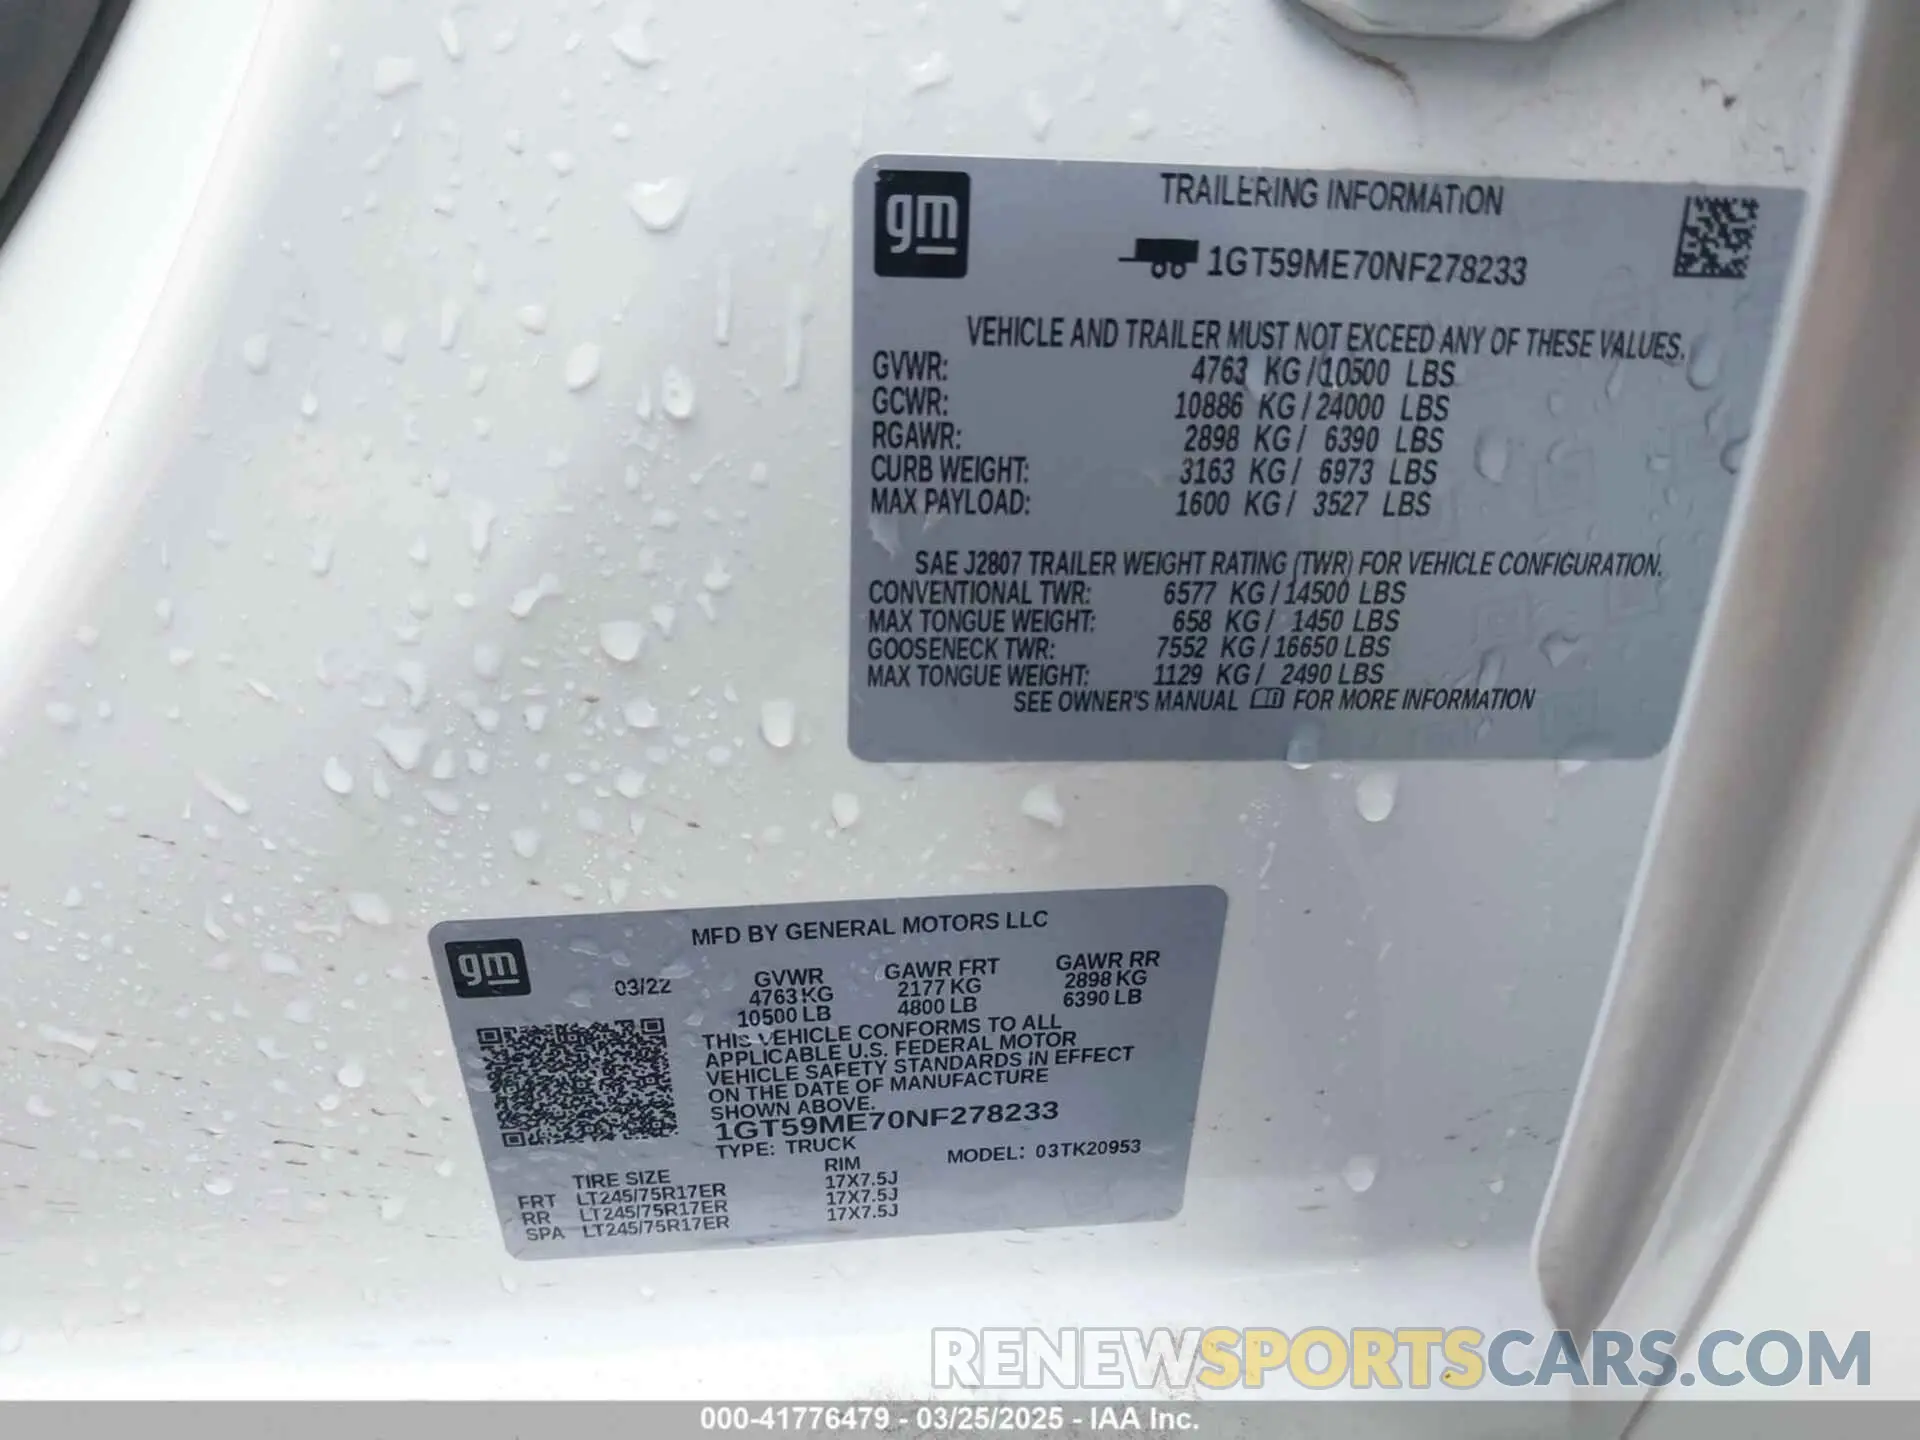 gm
TRAILERING INFORMATION
1GT59ME70NF278233
VEHICLE AND TRAILER MUST NOT EXCEED ANY OF THESE VALUES.
GVWR: 4763 KG / 10500 LBS
GCWR: 10886 KG / 24000 LBS
RGAWR: 2898 KG / 6390 LBS
CURB WEIGHT: 3163 KG / 6973 LBS
MAX PAYLOAD: 1600 KG / 3527 LBS
SAE J2807 TRAILER WEIGHT RATING (TWR) FOR VEHICLE CONFIGURATION.
CONVENTIONAL TWR: 6577 KG / 14500 LBS
MAX TONGUE WEIGHT: 658 KG / 1450 LBS
GOOSENECK TWR: 7552 KG / 16650 LBS
MAX TONGUE WEIGHT: 1129 KG / 2490 LBS
SEE OWNER'S MANUAL FOR MORE INFORMATION
gm
MFD BY GENERAL MOTORS LLC
03/22 GVWR GAWR FRT GAWR RR
4763 KG 2177 KG 2898 KG
10500 LB 4800 LB 6390 LB
THIS VEHICLE CONFORMS TO ALL
APPLICABLE U.S. FEDERAL MOTOR
VEHICLE SAFETY STANDARDS IN EFFECT
ON THE DATE OF MANUFACTURE
SHOWN ABOVE.
1GT59ME70NF278233
TYPE: TRUCK MODEL: 03TK20953
TIRE SIZE RIM
FRT LT245/75R17ER 17X7.5J
RR LT245/75R17ER 17X7.5J
SPA LT245/75R17ER 17X7.5J
RENEWSPORTSCARS.COM
000-41776479 - 03/25/2025 - IAA Inc.